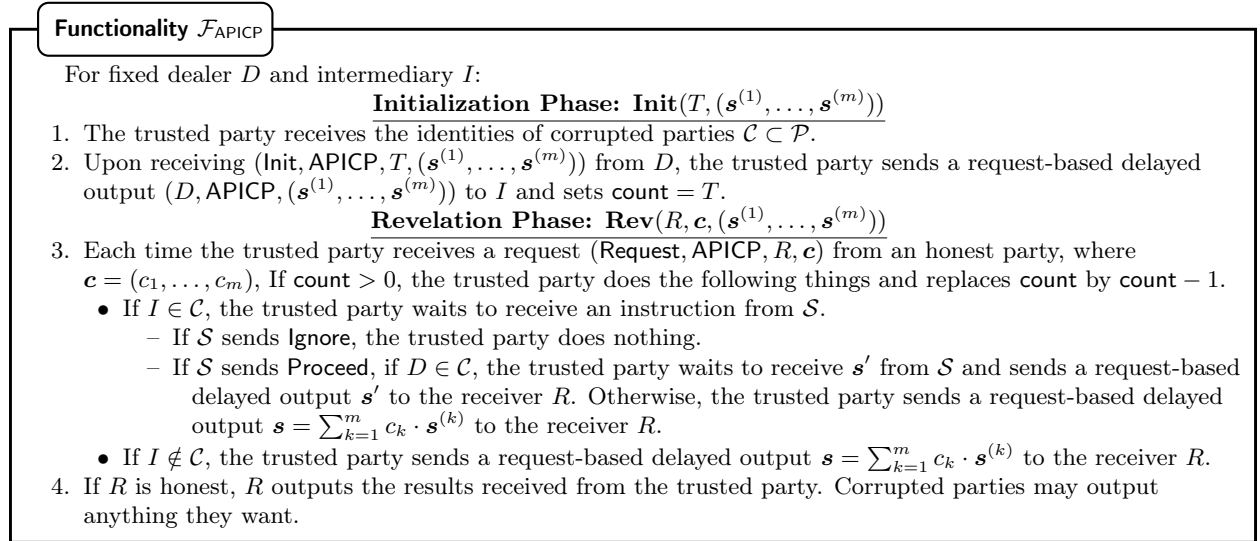 Functionality F_APICP
For fixed dealer D and intermediary I:
Initialization Phase: Init(T, (s^(1), . . . , s^(m)))
1. The trusted party receives the identities of corrupted parties C ⊂ P.
2. Upon receiving (Init, APICP, T, (s^(1), . . . , s^(m))) from D, the trusted party sends a request-based delayed
output (D, APICP, (s^(1), . . . , s^(m))) to I and sets count = T.
Revelation Phase: Rev(R, c, (s^(1), . . . , s^(m)))
3. Each time the trusted party receives a request (Request, APICP, R, c) from an honest party, where
c = (c_1, . . . , c_m), If count > 0, the trusted party does the following things and replaces count by count − 1.
• If I ∈ C, the trusted party waits to receive an instruction from S.
– If S sends Ignore, the trusted party does nothing.
– If S sends Proceed, if D ∈ C, the trusted party waits to receive s′ from S and sends a request-based
delayed output s′ to the receiver R. Otherwise, the trusted party sends a request-based delayed
output s = ∑_{k=1}^{m} c_k · s^(k) to the receiver R.
• If I ∉ C, the trusted party sends a request-based delayed output s = ∑_{k=1}^{m} c_k · s^(k) to the receiver R.
4. If R is honest, R outputs the results received from the trusted party. Corrupted parties may output
anything they want.